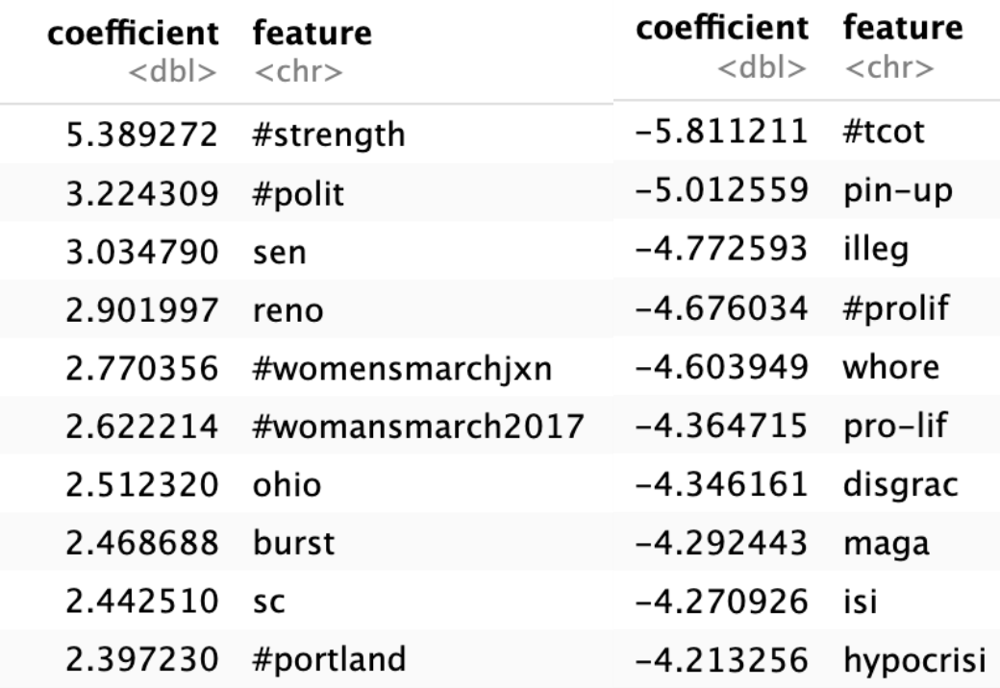 coefficient feature coefficient feature
<dbl> <chr> <dbl> <chr>
5.389272 #strength −5.811211 #tcot
3.224309 #polit −5.012559 pin−up
3.034790 sen −4.772593 illeg
2.901997 reno −4.676034 #prolif
2.770356 #womensmarchjxn −4.603949 whore
2.622214 #womansmarch2017 −4.364715 pro−lif
2.512320 ohio −4.346161 disgrac
2.468688 burst −4.292443 maga
2.442510 sc −4.270926 isi
2.397230 #portland −4.213256 hypocrisi